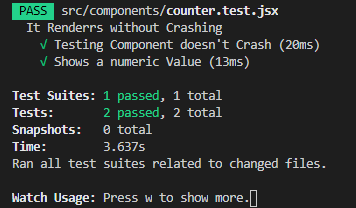 PASS src/components/counter.test.jsx
It Renderrs without Crashing
√ Testing Component doesn't Crash (20ms)
√ Shows a numeric Value (13ms)
Test Suites: 1 passed, 1 total
Tests: 2 passed, 2 total
Snapshots: 0 total
Time: 3.637s
Ran all test suites related to changed files.
Watch Usage: Press w to show more.